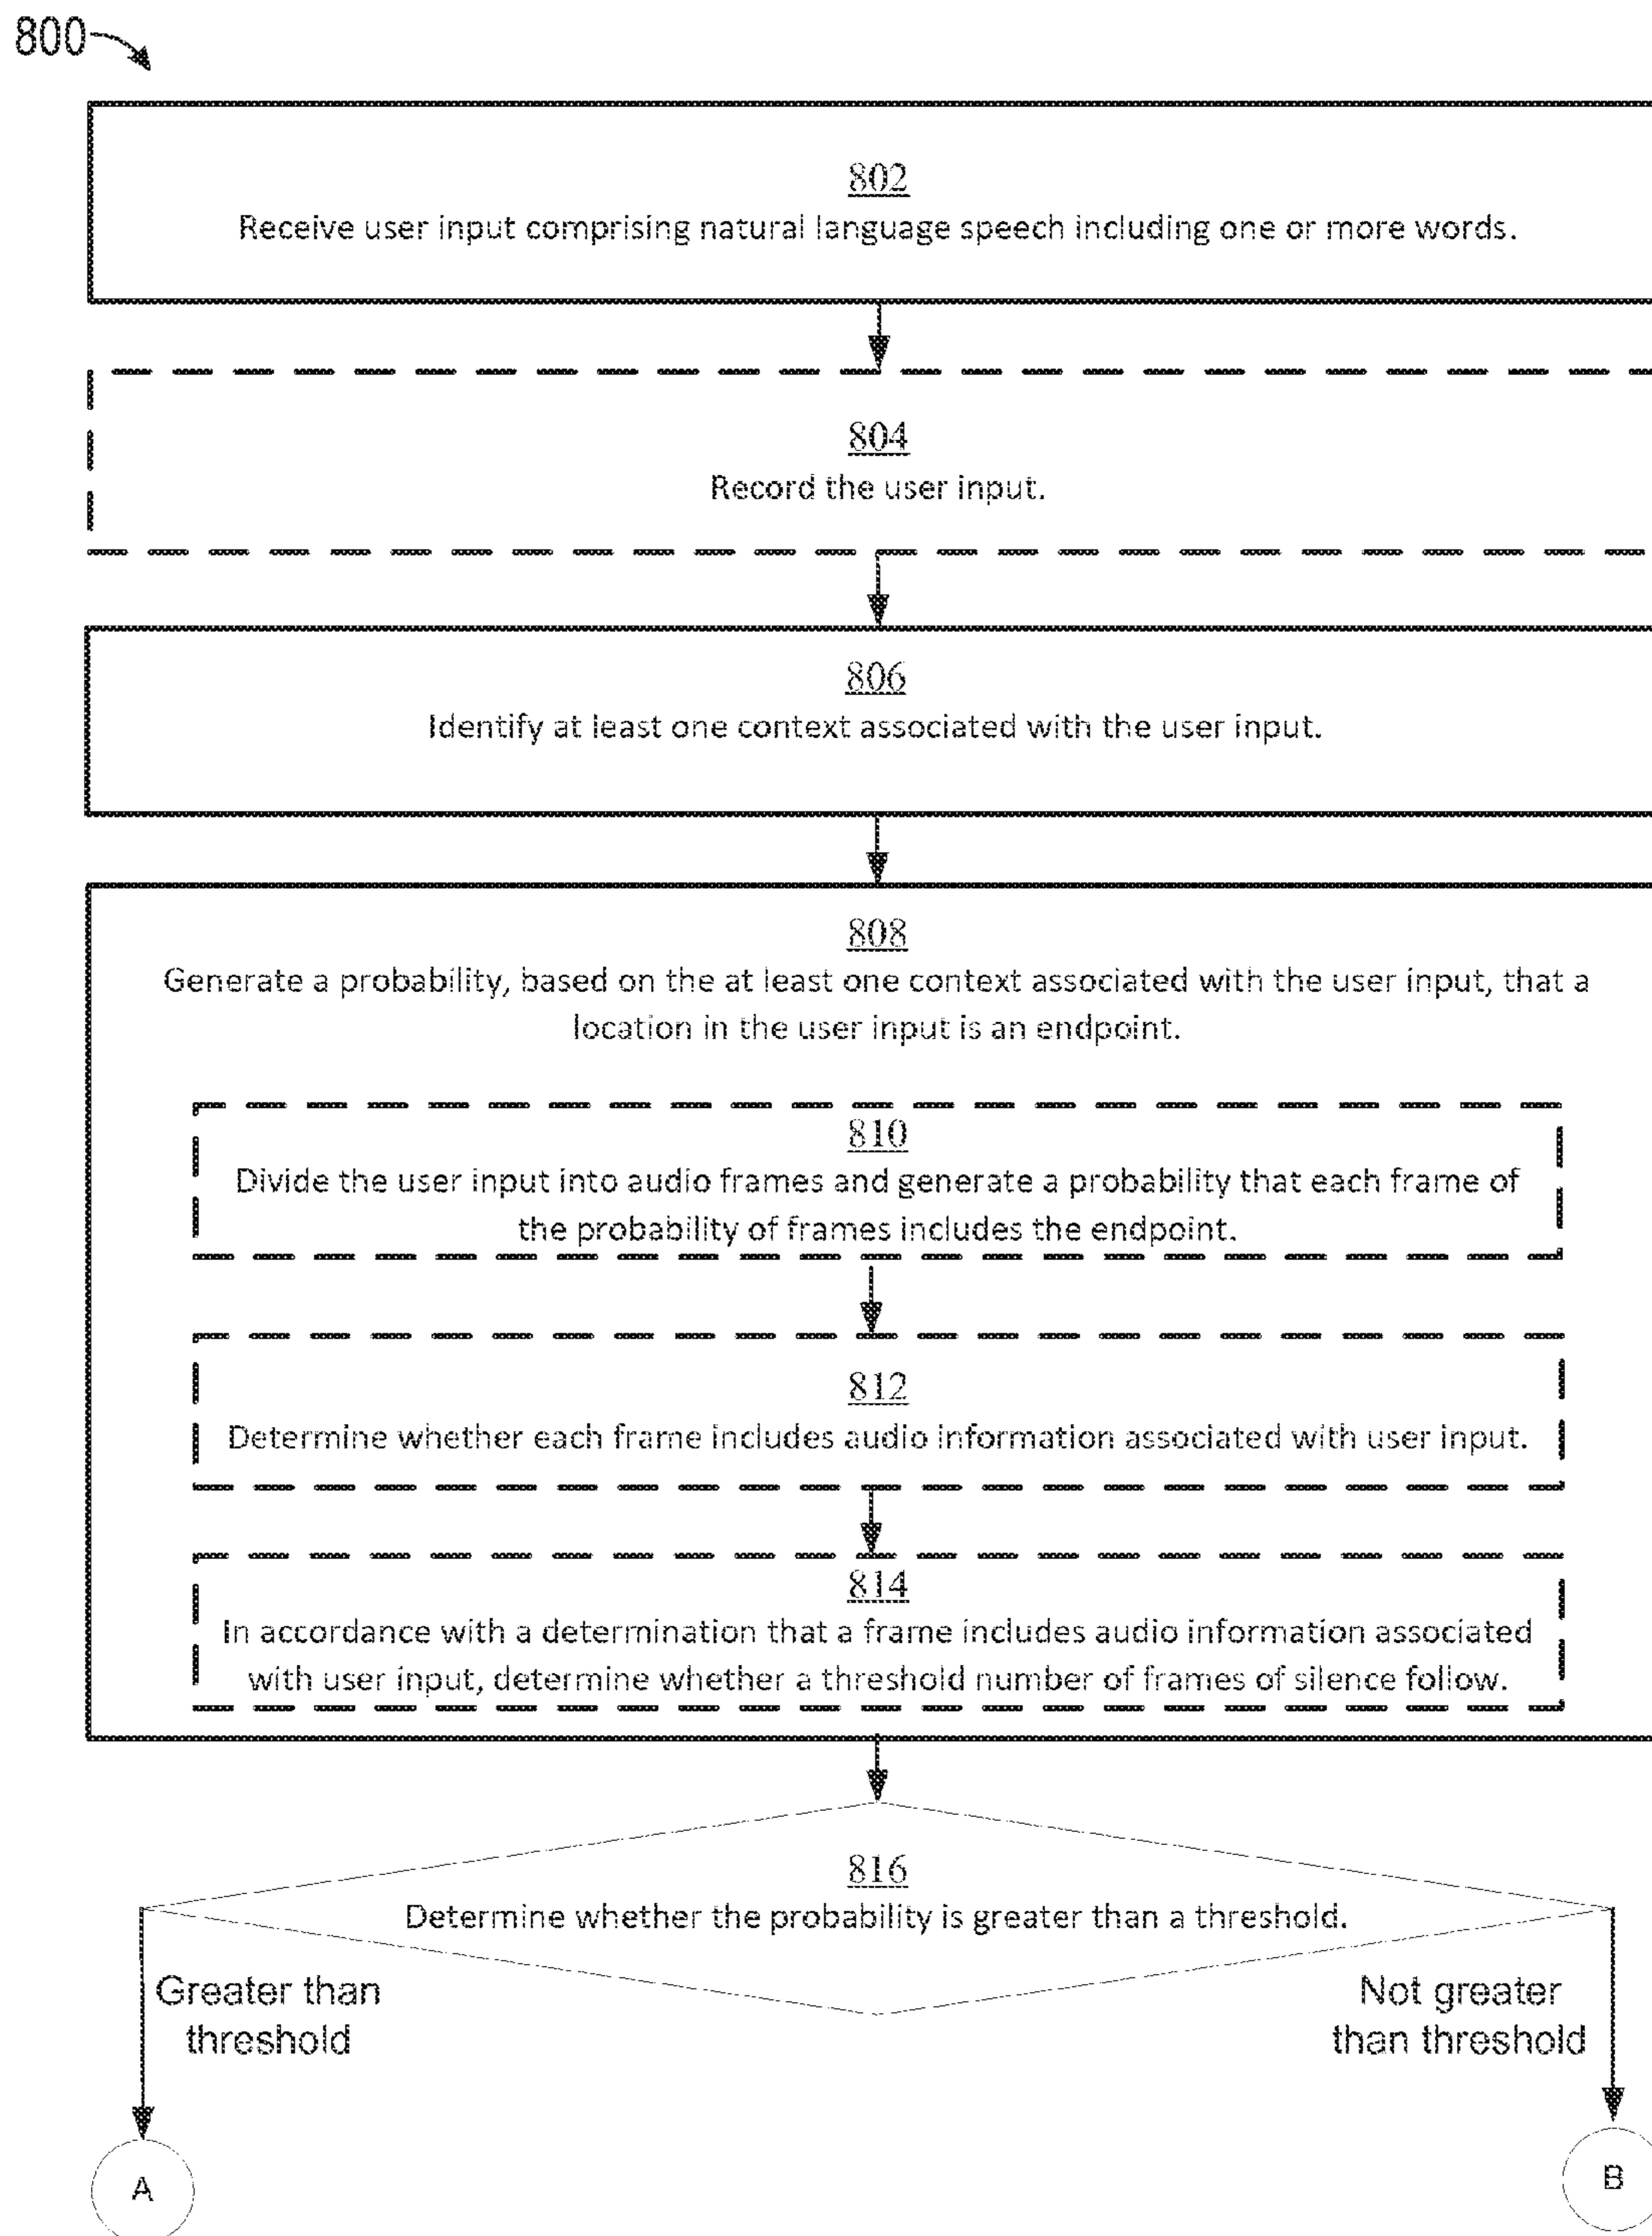 800
802
Receive user input comprising natural language speech including one or more words.
804
Record the user input.
806
Identify at least one context associated with the user input.
808
Generate a probability, based on the at least one context associated with the user input, that a
location in the user input is an endpoint.
810
Divide the user input into audio frames and generate a probability that each frame of
the probability of frames includes the endpoint.
812
Determine whether each frame includes audio information associated with user input.
814
In accordance with a determination that a frame includes audio information associated
with user input, determine whether a threshold number of frames of silence follow.
816
Determine whether the probability is greater than a threshold.
Greater than
threshold
Not greater
than threshold
A
B